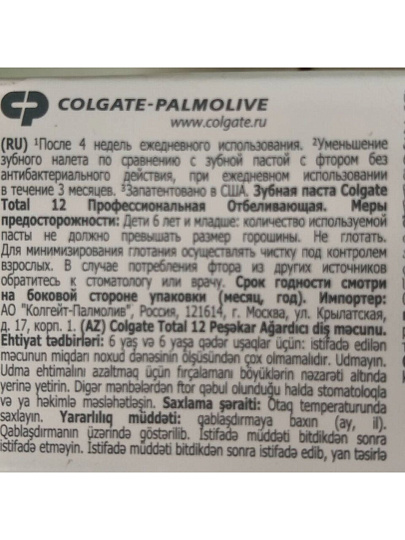 CP COLGATE-PALMOLIVE
www.colgate.ru
(RU) ¹После 4 недель ежедневного использования. ²Уменьшение
зубного налета по сравнению с зубной пастой с фтором без
антибактериального действия, при ежедневном использовании
в течение 3 месяцев. ³Запатентовано в США. Зубная паста Colgate
Total 12 Профессиональная Отбеливающая. Меры
предосторожности: Дети 6 лет и младше: количество используемой
пасты не должно превышать размер горошины. Не глотать.
Для минимизирования глотания осуществлять чистку под контролем
взрослых. В случае потребления фтора из других источников
обратитесь к стоматологу или врачу. Срок годности смотри
на боковой стороне упаковки (месяц, год). Импортер:
АО "Колгейт-Палмолив", Россия, 121614, г. Москва, ул. Крылатская,
д. 17, корп. 1. (AZ) Colgate Total 12 Peşəkar Ağardıcı diş məcunu.
Ehtiyat tədbirləri: 6 yaş və 6 yaşa qədər uşaqlar üçün: istifadə edilən
məcunun miqdarı noxud dənəsinin ölçüsündən çox olmamalıdır. Udmayın.
Udma ehtimalını azaltmaq üçün fırçalamanı böyüklərin nəzarəti altında
yerinə yetirin. Digər mənbələrdən ftor qəbul olunduğu halda stomatoloqla
və ya həkimlə məsləhətləşin. Saxlama şəraiti: Otaq temperaturunda
saxlayın. Yararlılıq müddəti: qablaşdırmaya baxın (ay, il).
Qablaşdırmanın üzərində göstərilib. İstifadə müddəti bitdikdən sonra
istifadə etməyin. İstifadə müddəti bitdikdən sonra edib, yan təsirlə